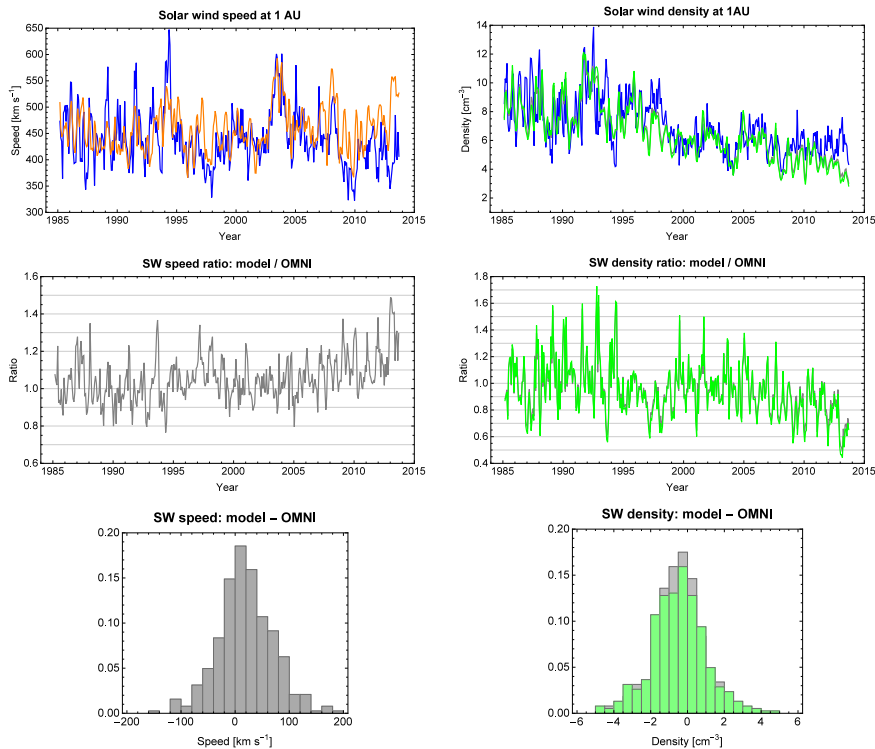 Solar wind speed at 1 AU
650
600
550
500
450
400
350
300
Speed [km s⁻¹]
1985 1990 1995 2000 2005 2010 2015
Year
Solar wind density at 1AU
14
12
10
8
6
4
2
Density [cm⁻³]
1985 1990 1995 2000 2005 2010 2015
Year
SW speed ratio: model / OMNI
1.6
1.4
1.2
1.0
0.8
0.6
Ratio
1985 1990 1995 2000 2005 2010 2015
Year
SW density ratio: model / OMNI
1.8
1.6
1.4
1.2
1.0
0.8
0.6
0.4
Ratio
1985 1990 1995 2000 2005 2010 2015
Year
SW speed: model − OMNI
0.20
0.15
0.10
0.05
0.00
−200 −100 0 100 200
Speed [km s⁻¹]
SW density: model − OMNI
0.20
0.15
0.10
0.05
0.00
−6 −4 −2 0 2 4 6
Density [cm⁻³]